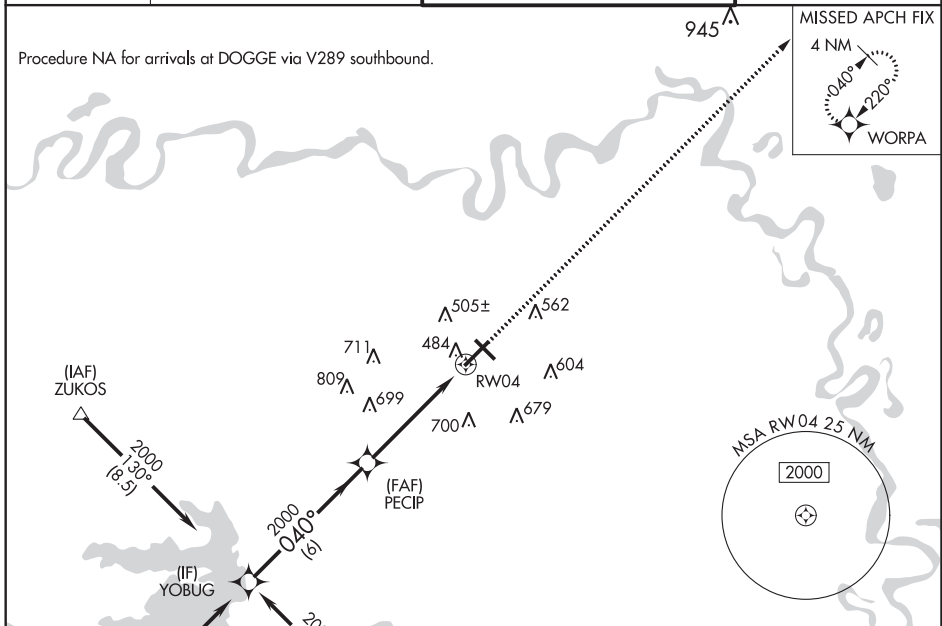 945
MISSED APCH FIX
4 NM
040°
220°
WORPA
Procedure NA for arrivals at DOGGE via V289 southbound.
505±
562
711
484
RW04
604
809
699
700
679
(IAF)
ZUKOS
2000
130°
(8.5)
(FAF)
PECIP
2000
040°
(6)
(IF)
YOBUG
MSA RW04 25 NM
2000